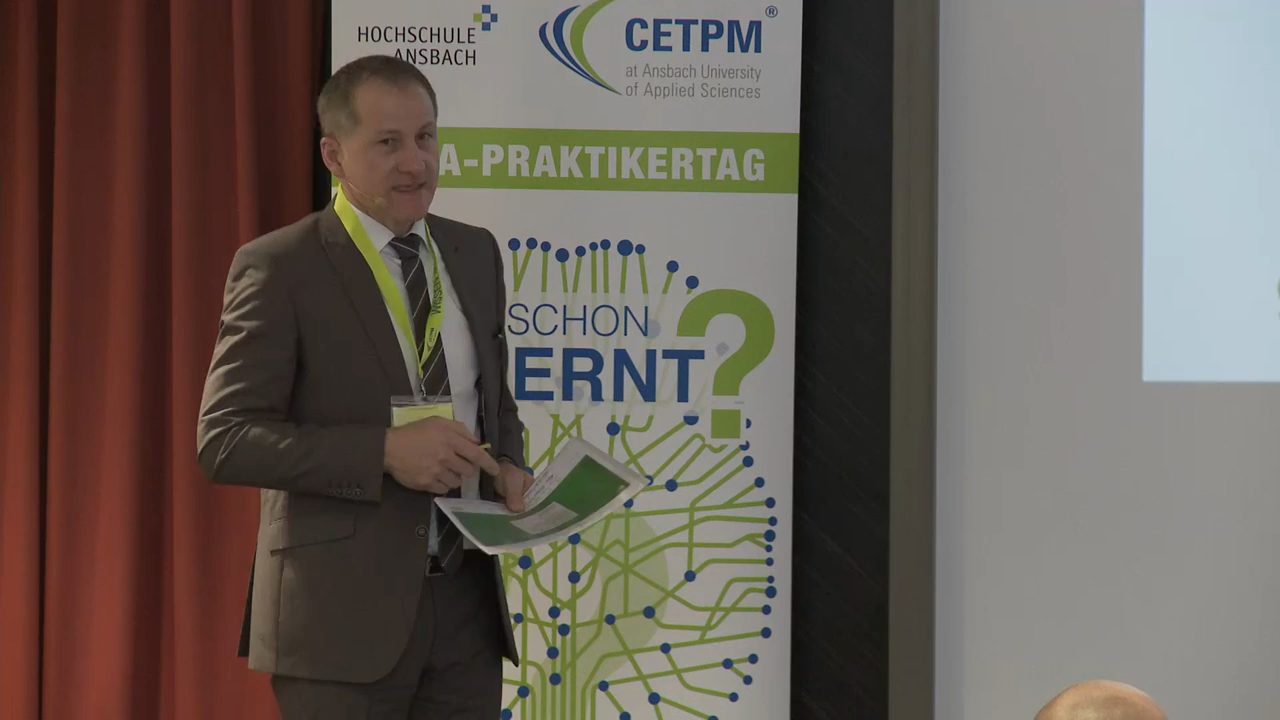 HOCHSCHULE
ANSBACH
CETPM®
at Ansbach University
of Applied Sciences
A-PRAKTIKERTAG
SCHON
ERNT?